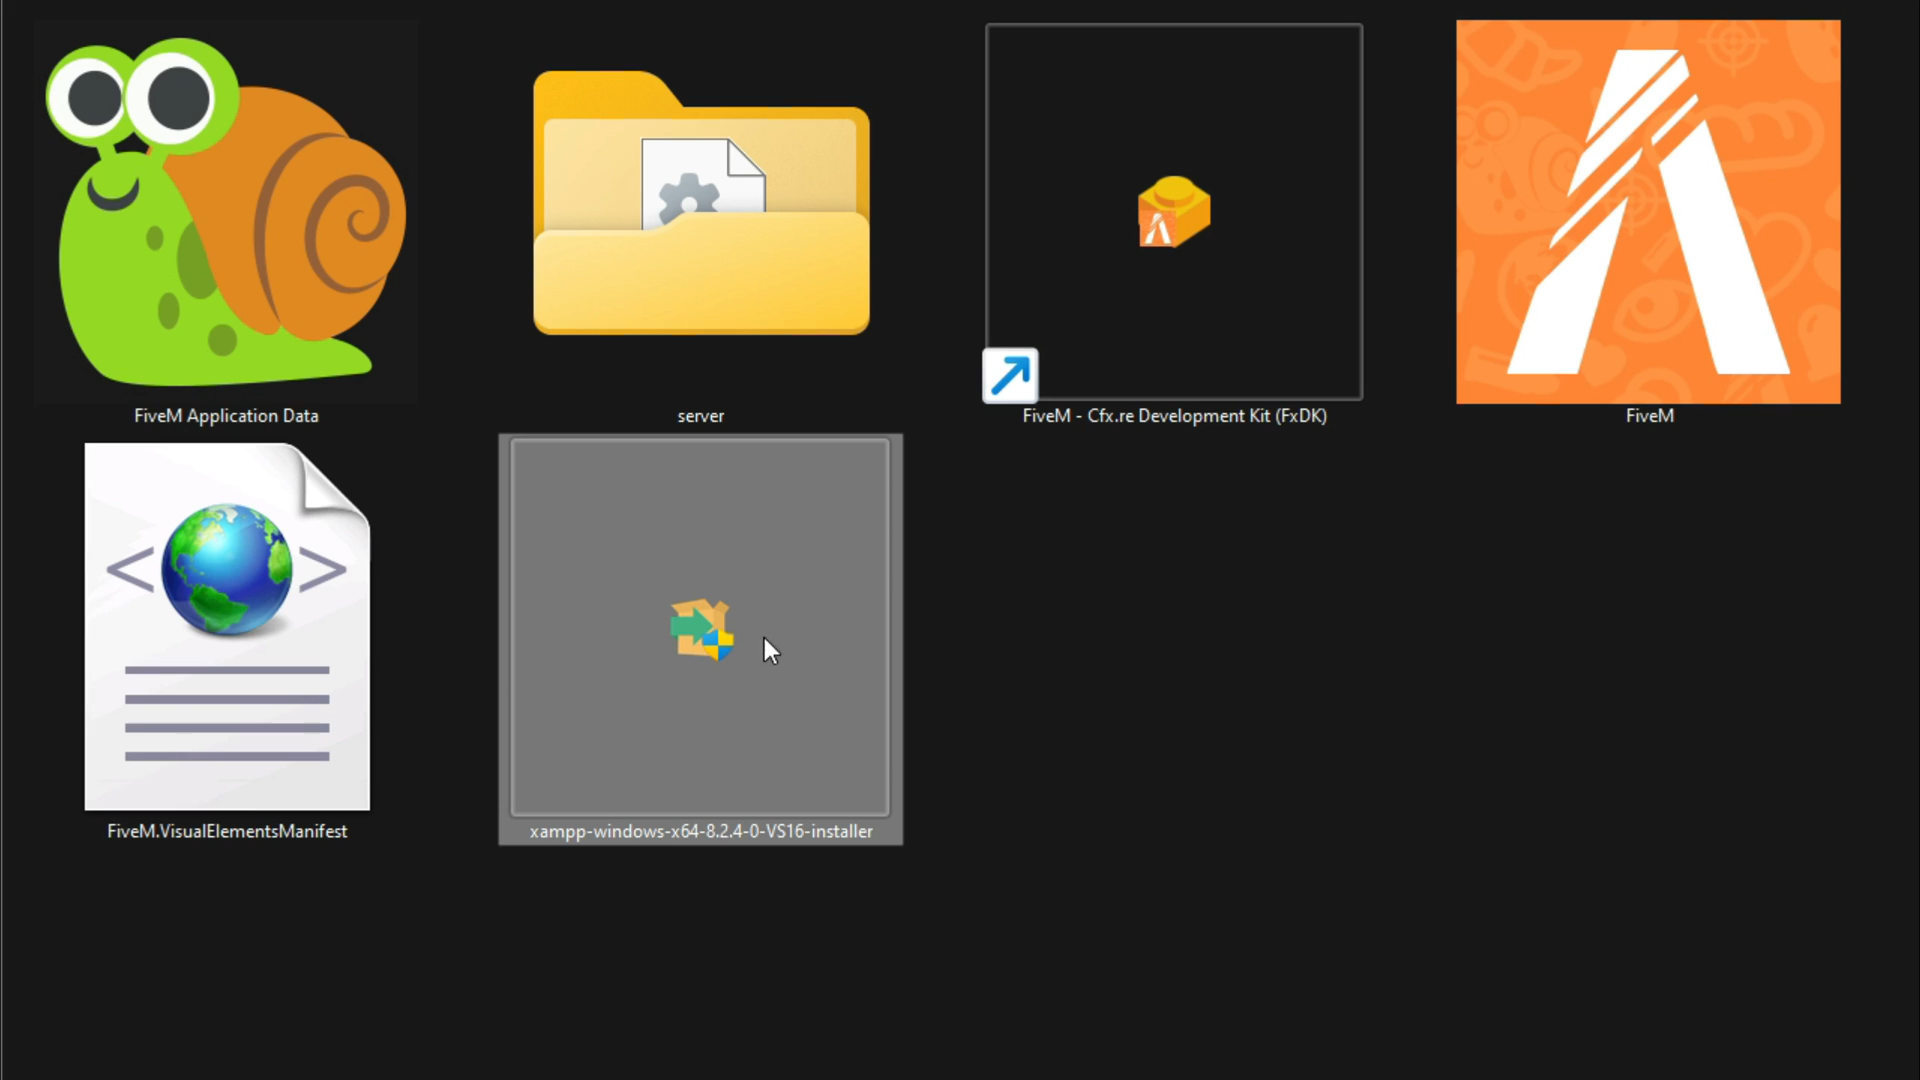 FiveM Application Data
server
FiveM - Cfx.re Development Kit (FxDK)
FiveM
FiveM.VisualElementsManifest
xampp-windows-x64-8.2.4-0-VS16-installer